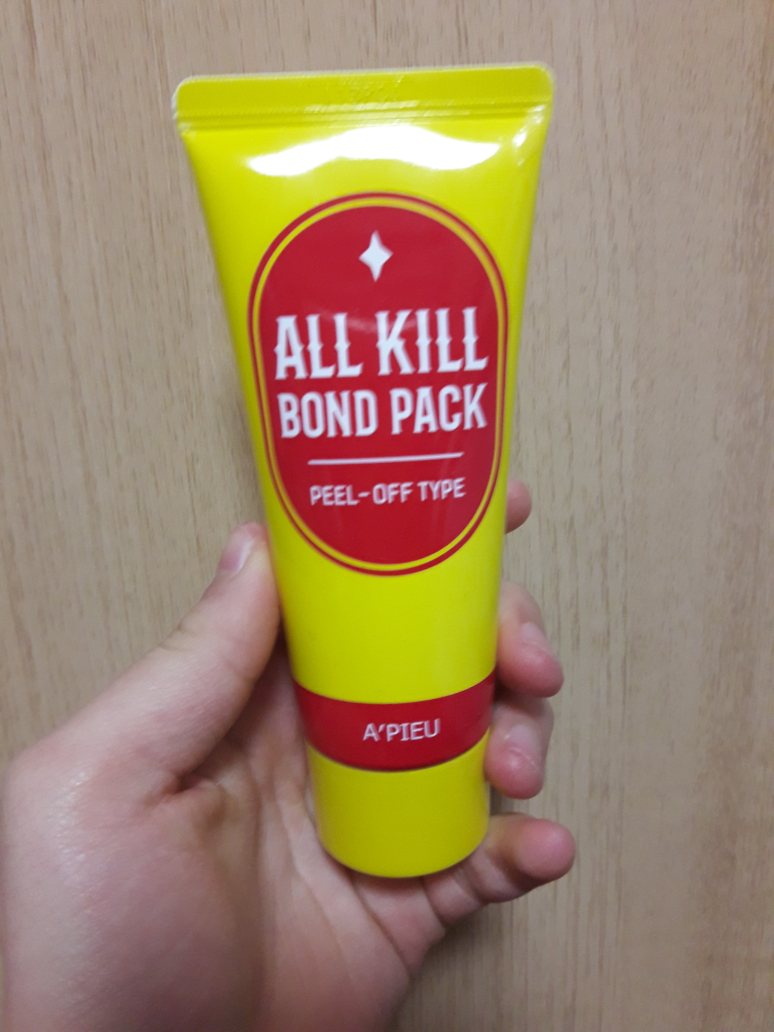 ALL KILL
BOND PACK
PEEL-OFF TYPE
A'PIEU